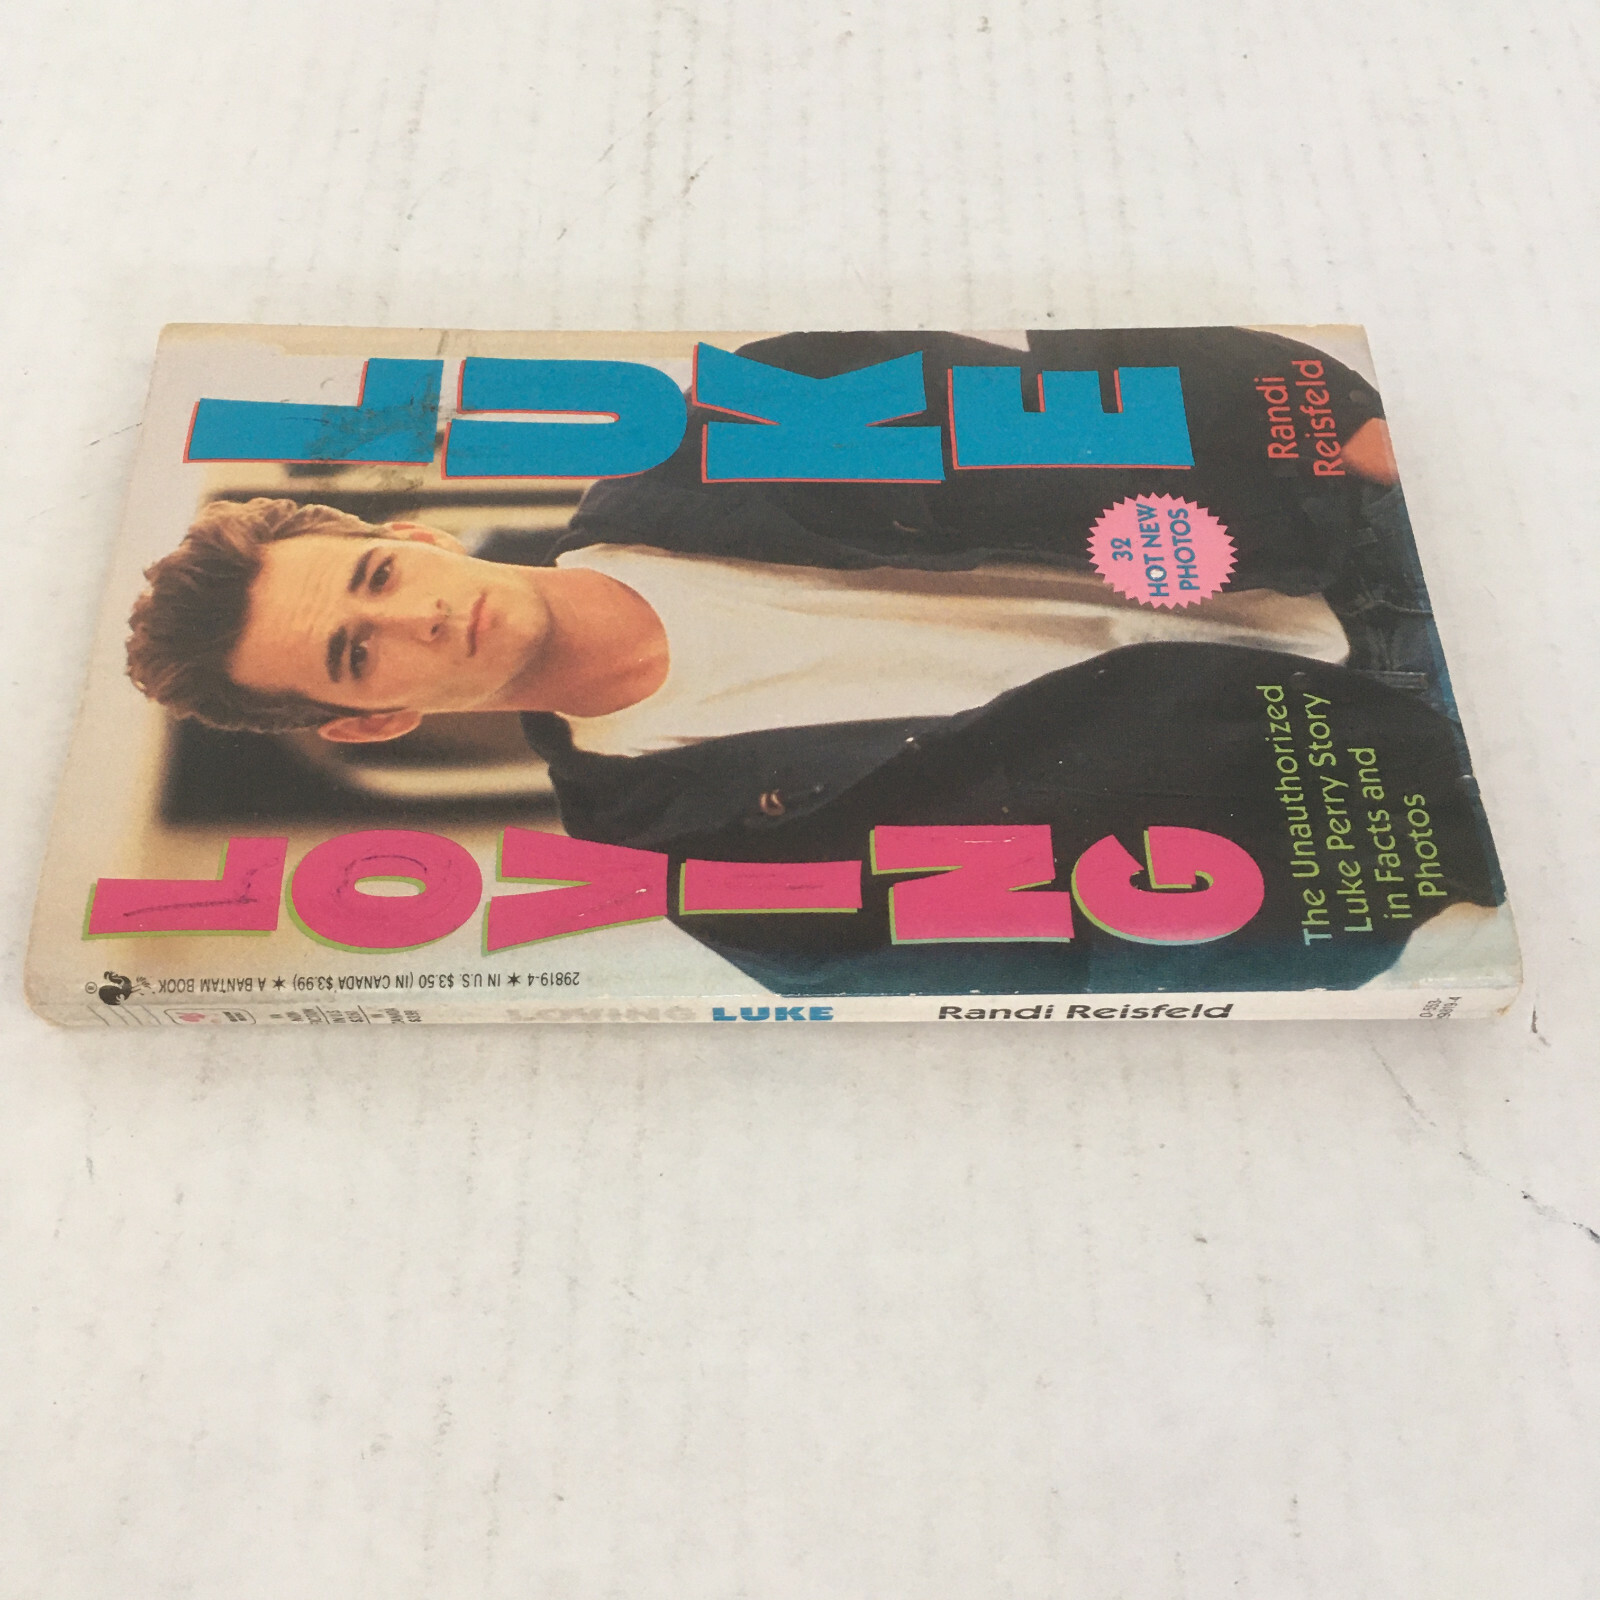 LOVING
LUKE
29819-4 ★ IN U.S. $3.50 (IN CANADA $3.99) ★ A BANTAM BOOK
32
HOT NEW
PHOTOS
The Unauthorized
Luke Perry Story
in Facts and
Photos
Randi
Reisfeld
LOVING LUKE
Randi Reisfeld